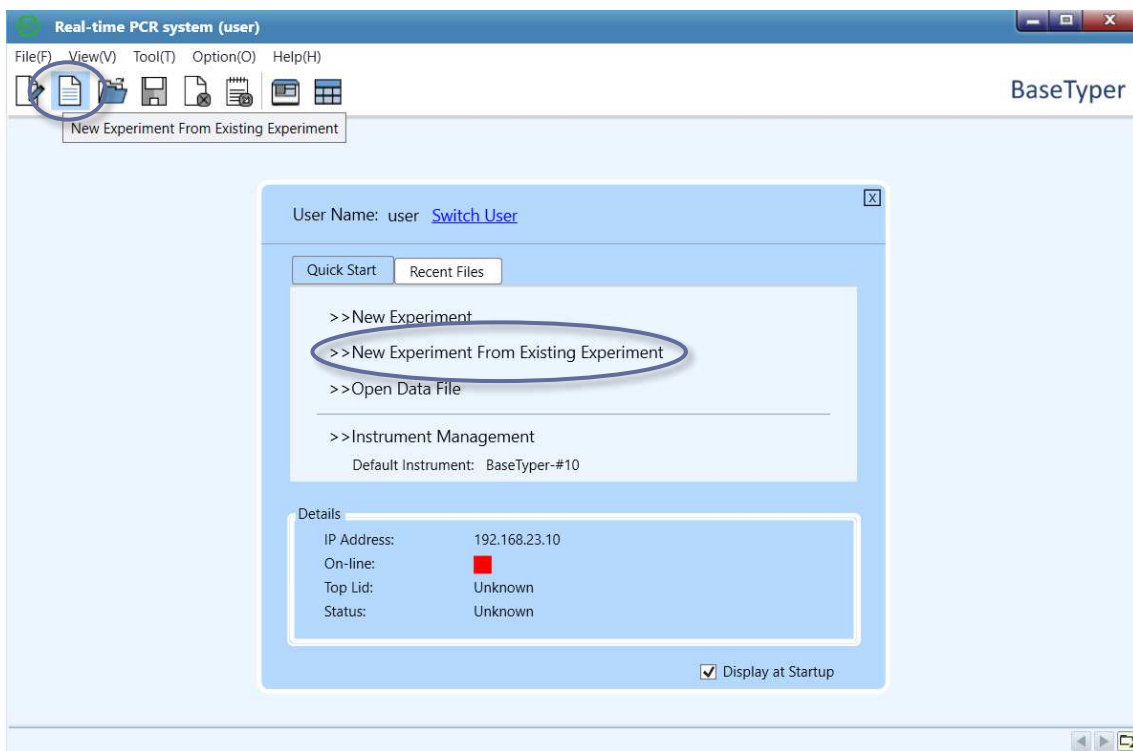 Real-time PCR system (user)
File(F) View(V) Tool(T) Option(O) Help(H)
BaseTyper
New Experiment From Existing Experiment
X
User Name: user Switch User
Quick Start Recent Files
>>New Experiment
>>New Experiment From Existing Experiment
>>Open Data File
>>Instrument Management
Default Instrument: BaseTyper-#10
Details
IP Address: 192.168.23.10
On-line:
Top Lid: Unknown
Status: Unknown
Display at Startup